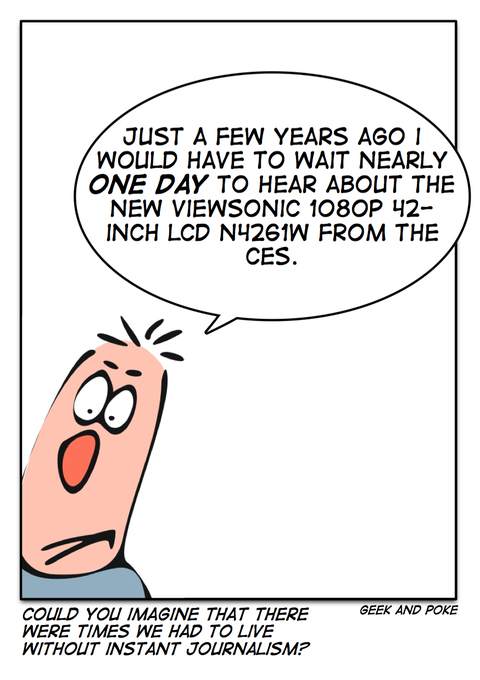 JUST A FEW YEARS AGO I
WOULD HAVE TO WAIT NEARLY
ONE DAY TO HEAR ABOUT THE
NEW VIEWSONIC 1080P 42-
INCH LCD N4261W FROM THE
CES.
GEEK AND POKE
COULD YOU IMAGINE THAT THERE
WERE TIMES WE HAD TO LIVE
WITHOUT INSTANT JOURNALISM?